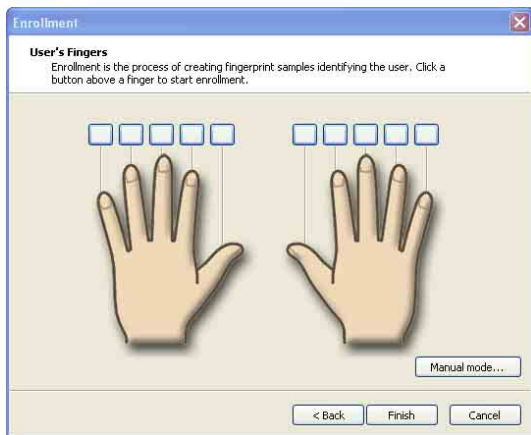 Enrollment
User's Fingers
Enrollment is the process of creating fingerprint samples identifying the user. Click a
button above a finger to start enrollment.
Manual mode...
< Back
Finish
Cancel